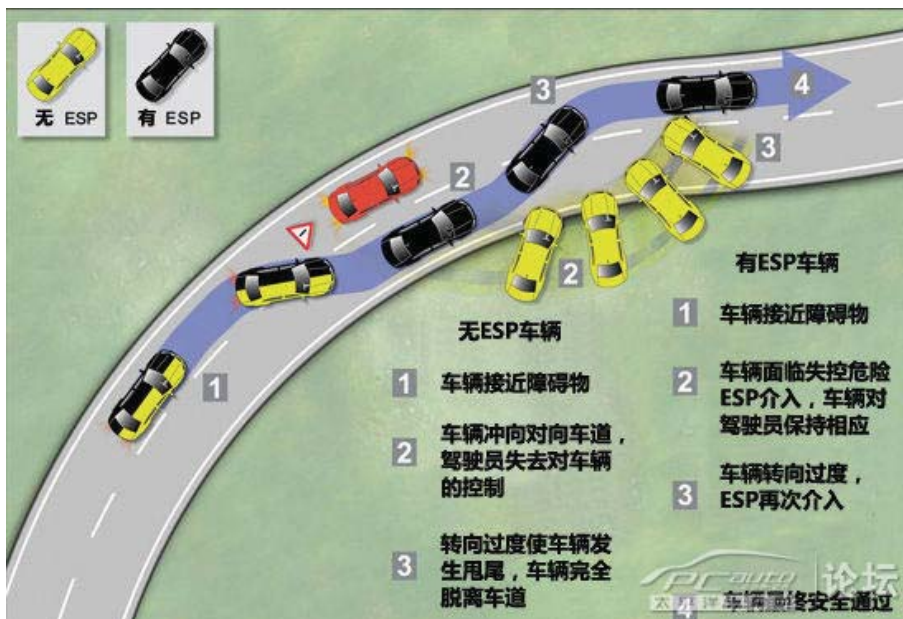 无 ESP
有 ESP
1
2
3
4
2
3
无ESP车辆
1
车辆接近障碍物
2
车辆冲向对向车道，
驾驶员失去对车辆
的控制
3
转向过度使车辆发
生甩尾，车辆完全
脱离车道
有ESP车辆
1
车辆接近障碍物
2
车辆面临失控危险
ESP介入，车辆对
驾驶员保持相应
3
车辆转向过度，
ESP再次介入
4
车辆最终安全通过
PCauto 论坛